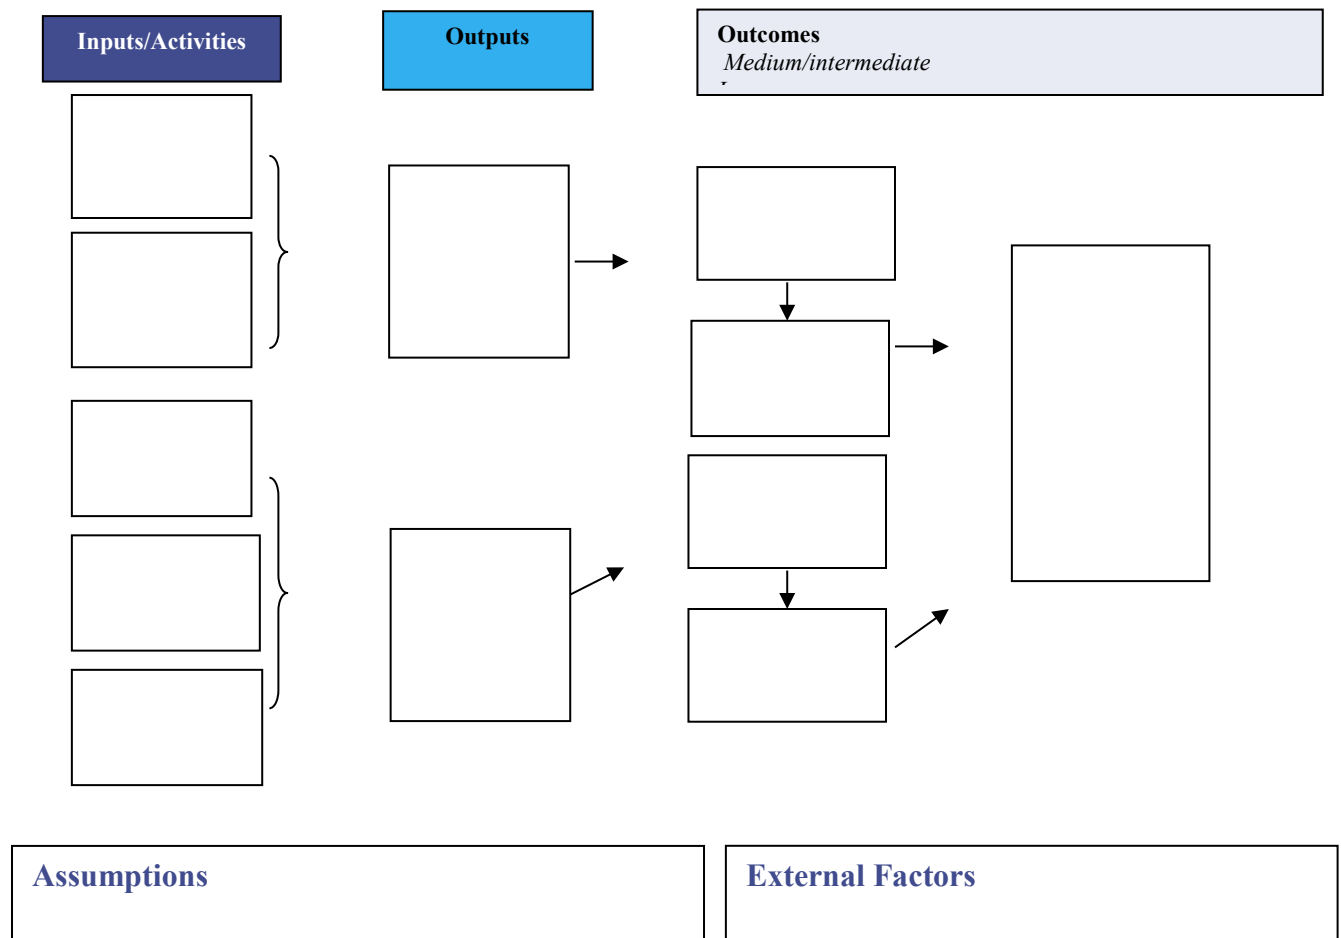 Inputs/Activities
Outputs
Outcomes
Medium/intermediate
Assumptions
External Factors